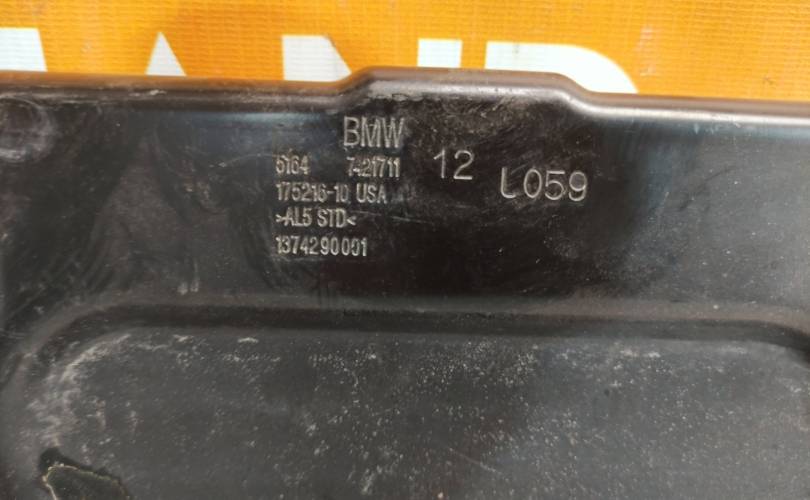 BMW
5164 7421711
175216-10 USA
>AL5 STD<
1374290001
12
L059